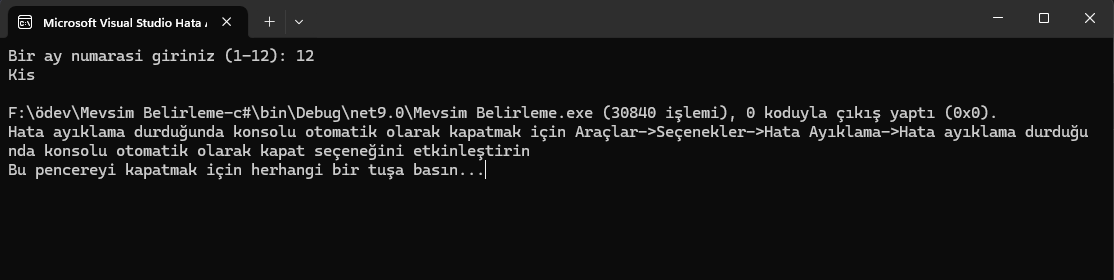 Microsoft Visual Studio Hata A
Bir ay numarasi giriniz (1-12): 12
Kis
F:\ödev\Mevsim Belirleme-c#\bin\Debug\net9.0\Mevsim Belirleme.exe (30840 işlemi), 0 koduyla çıkış yaptı (0x0).
Hata ayıklama durduğunda konsolu otomatik olarak kapatmak için Araçlar->Seçenekler->Hata Ayıklama->Hata ayıklama durduğu
nda konsolu otomatik olarak kapat seçeneğini etkinleştirin
Bu pencereyi kapatmak için herhangi bir tuşa basın...